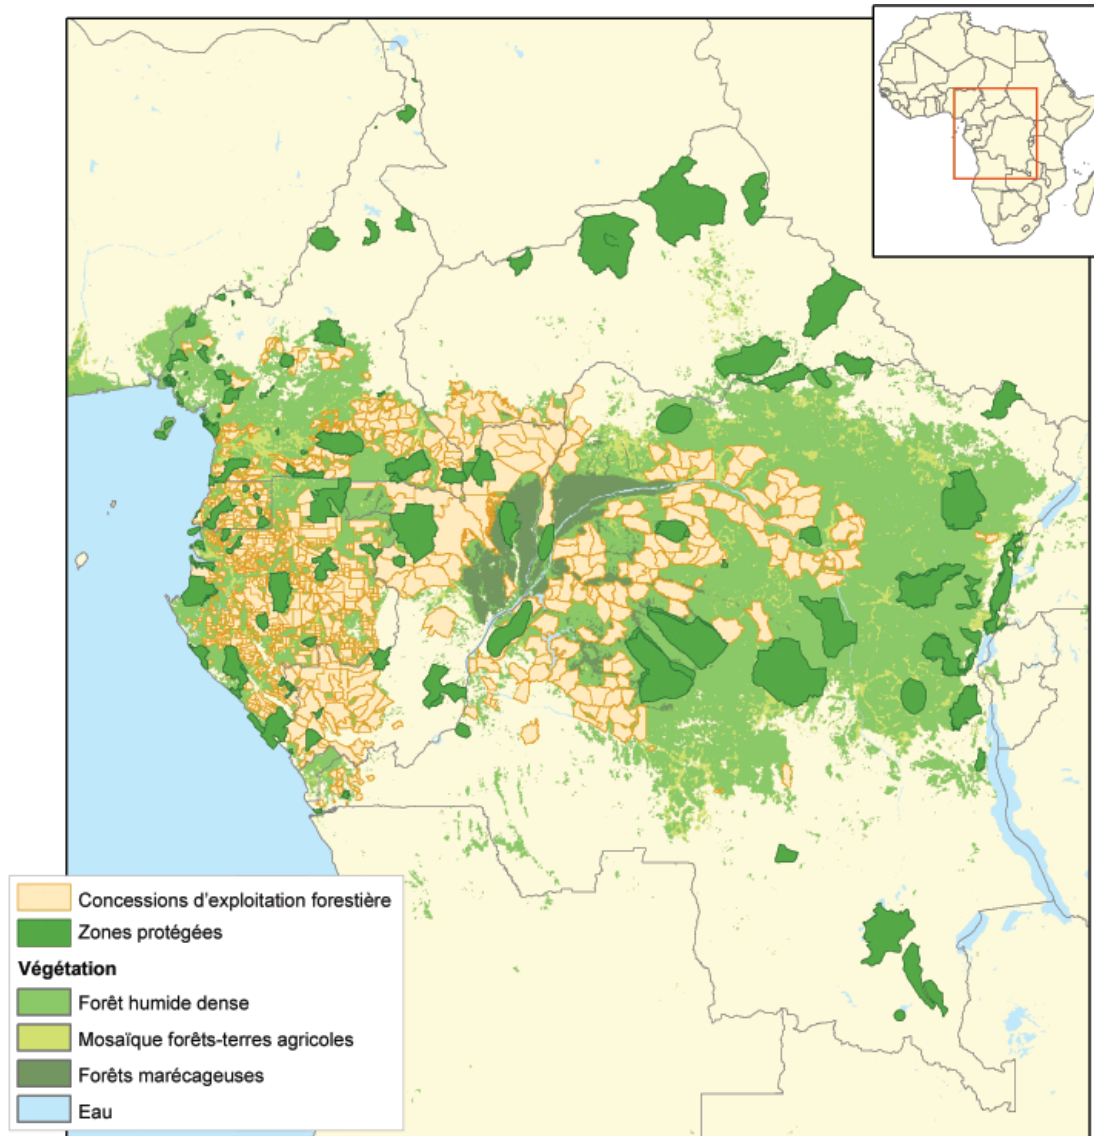 Concessions d'exploitation forestière
Zones protégées
Végétation
Forêt humide dense
Mosaïque forêts-terres agricoles
Forêts marécageuses
Eau